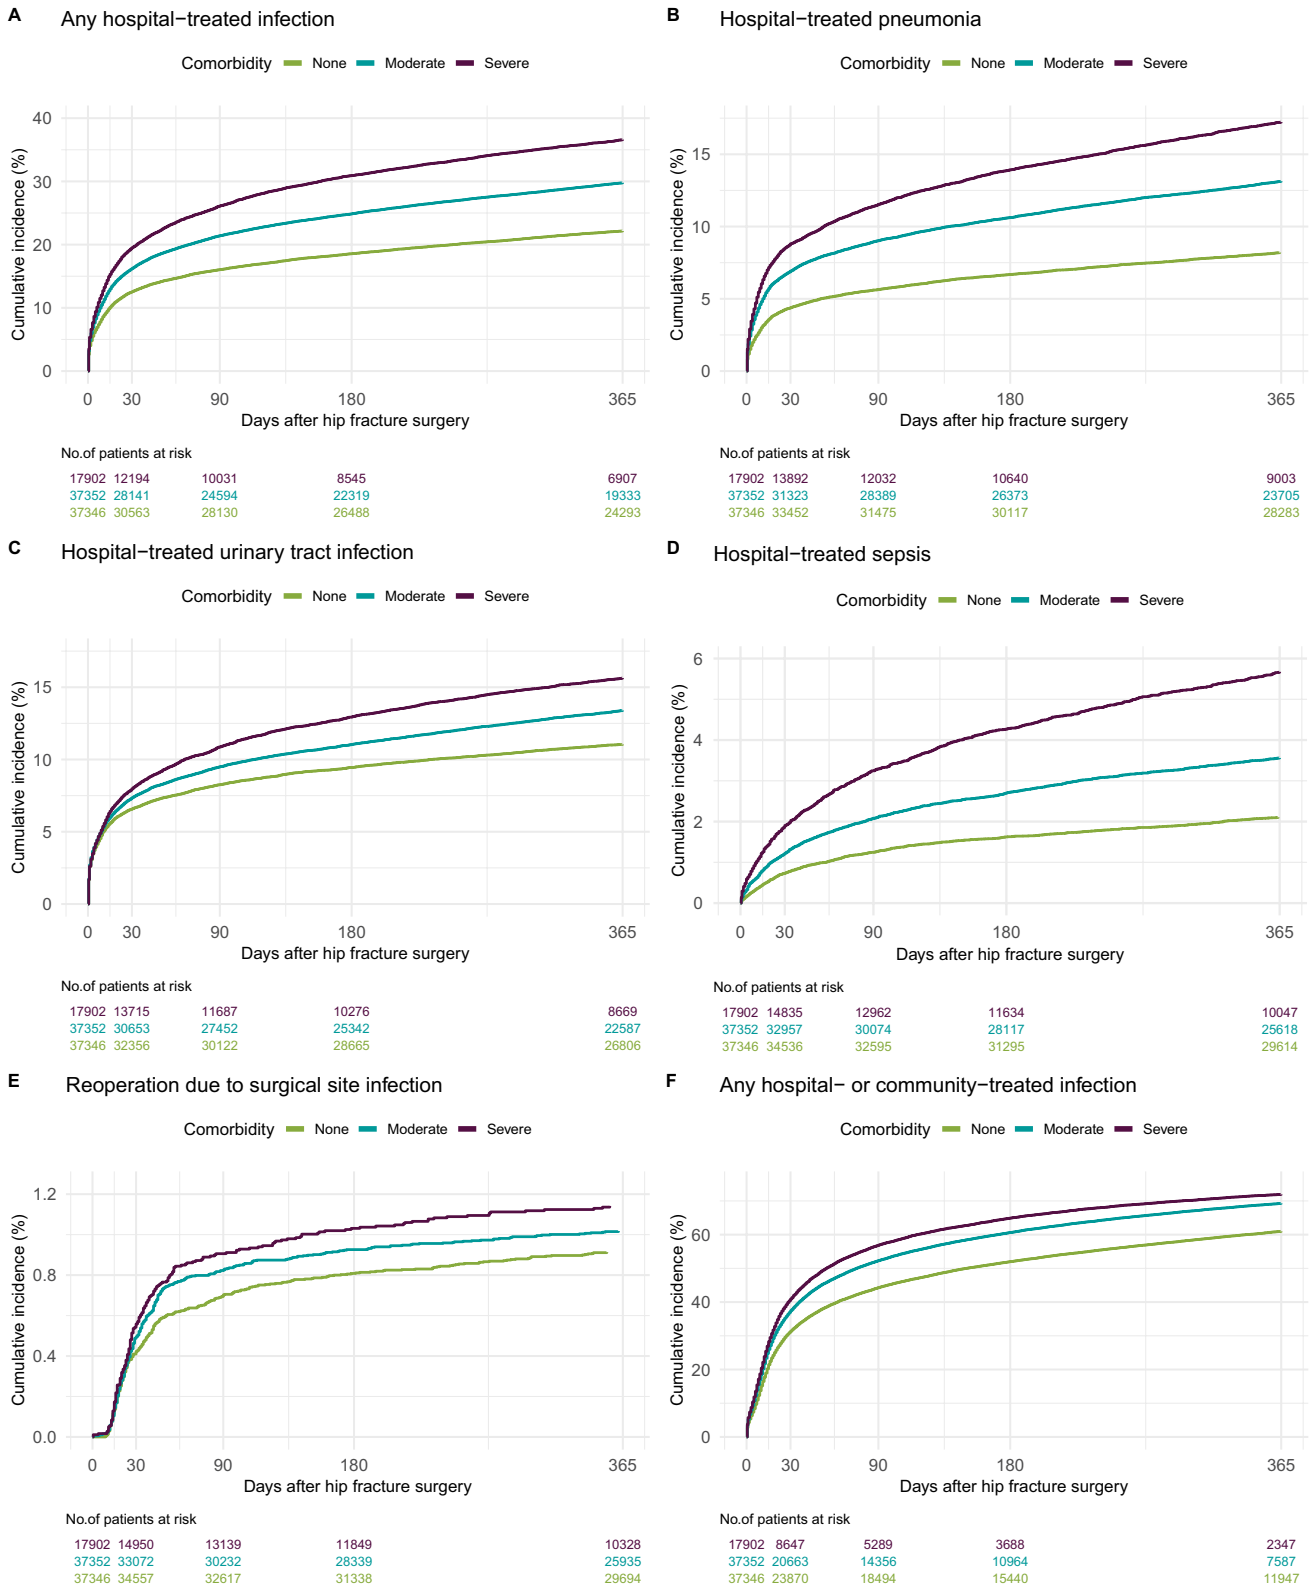 A Any hospital−treated infection
Comorbidity None Moderate Severe
Cumulative incidence (%)
40
30
20
10
0
0 30 90 180 365
Days after hip fracture surgery
No.of patients at risk
17902 12194 10031 8545 6907
37352 28141 24594 22319 19333
37346 30563 28130 26488 24293
B Hospital−treated pneumonia
Comorbidity None Moderate Severe
Cumulative incidence (%)
15
10
5
0
0 30 90 180 365
Days after hip fracture surgery
No.of patients at risk
17902 13892 12032 10640 9003
37352 31323 28389 26373 23705
37346 33452 31475 30117 28283
C Hospital−treated urinary tract infection
Comorbidity None Moderate Severe
Cumulative incidence (%)
15
10
5
0
0 30 90 180 365
Days after hip fracture surgery
No.of patients at risk
17902 13715 11687 10276 8669
37352 30653 27452 25342 22587
37346 32356 30122 28665 26806
D Hospital−treated sepsis
Comorbidity None Moderate Severe
Cumulative incidence (%)
6
4
2
0
0 30 90 180 365
Days after hip fracture surgery
No.of patients at risk
17902 14835 12962 11634 10047
37352 32957 30074 28117 25618
37346 34536 32595 31295 29614
E Reoperation due to surgical site infection
Comorbidity None Moderate Severe
Cumulative incidence (%)
1.2
0.8
0.4
0.0
0 30 90 180 365
Days after hip fracture surgery
No.of patients at risk
17902 14950 13139 11849 10328
37352 33072 30232 28339 25935
37346 34557 32617 31338 29694
F Any hospital− or community−treated infection
Comorbidity None Moderate Severe
Cumulative incidence (%)
60
40
20
0
0 30 90 180 365
Days after hip fracture surgery
No.of patients at risk
17902 8647 5289 3688 2347
37352 20663 14356 10964 7587
37346 23870 18494 15440 11947